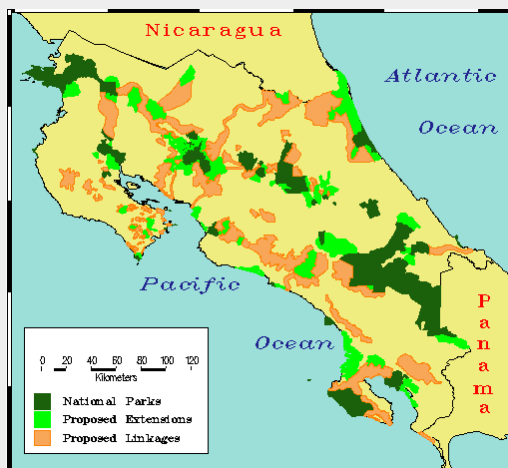 Nicaragua
Atlantic
Ocean
Pacific
Ocean
Panama
0 20 40 60 80 100 120
Kilometers
National Parks
Proposed Extensions
Proposed Linkages